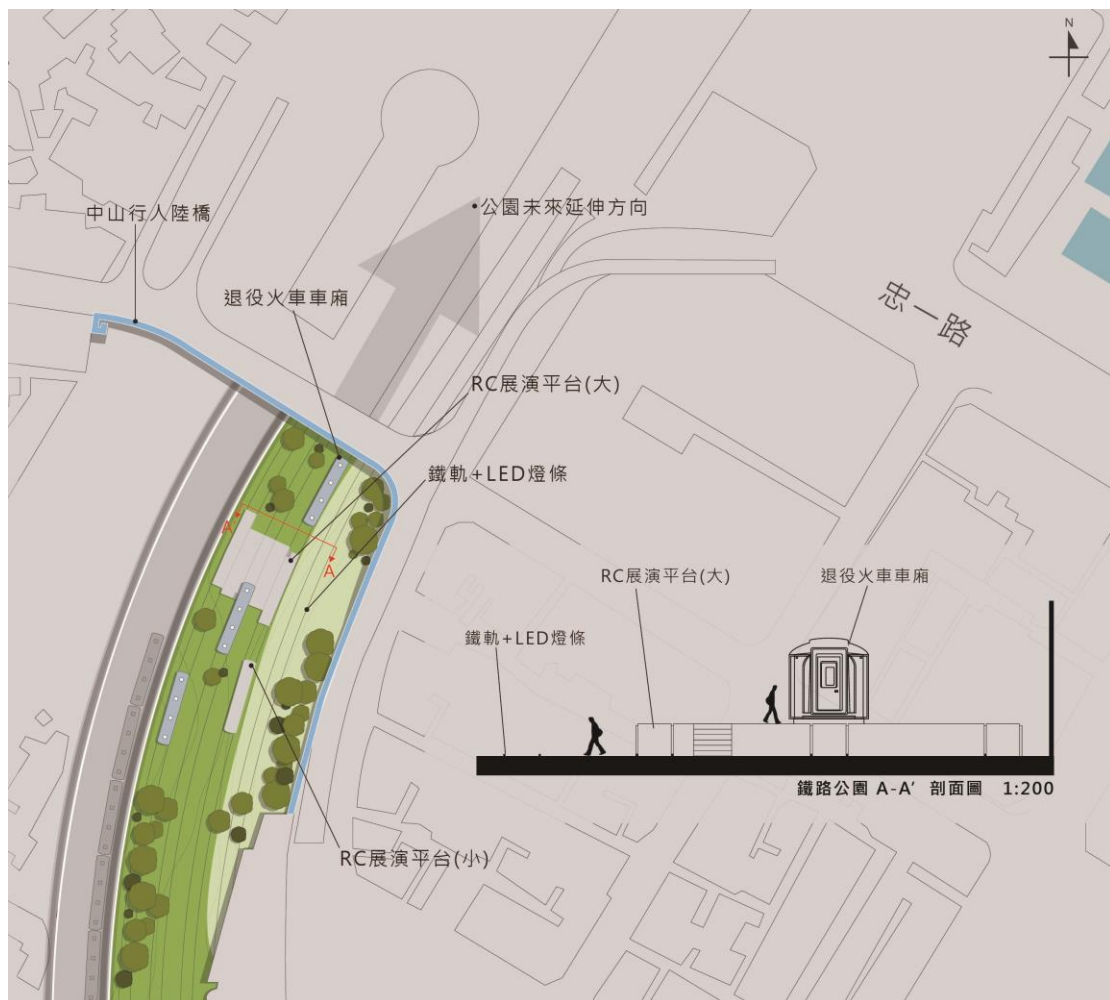 N
中山行人陸橋
公園未來延伸方向
退役火車車廂
忠一路
RC展演平台(大)
鐵軌+LED燈條
A
A
RC展演平台(大)
退役火車車廂
鐵軌+LED燈條
鐵路公園 A-A' 剖面圖 1:200
RC展演平台(小)